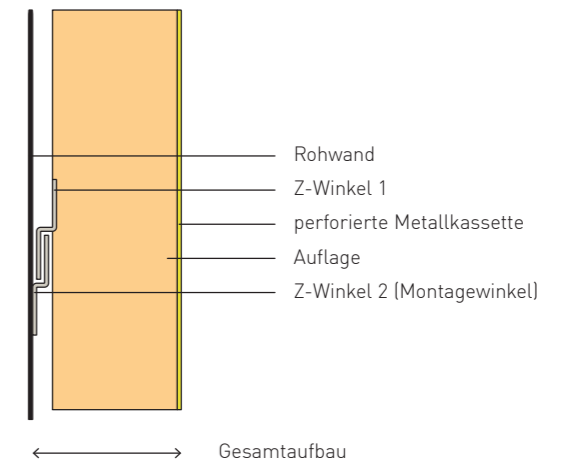 Rohwand
Z-Winkel 1
perforierte Metallkassette
Auflage
Z-Winkel 2 (Montagewinkel)
Gesamtaufbau